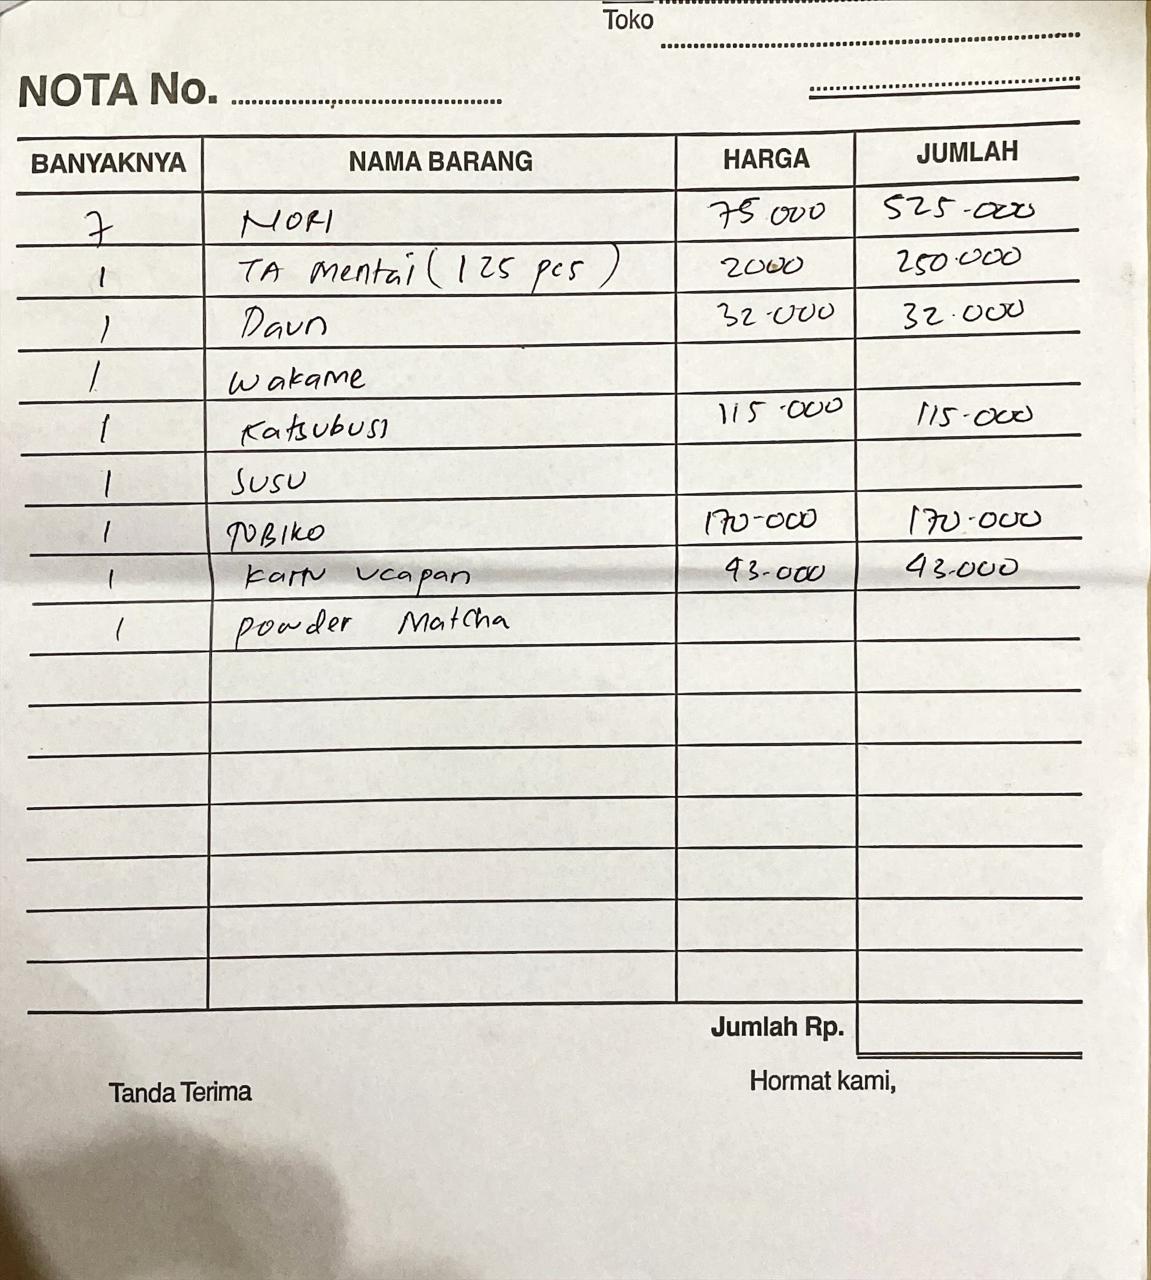 Toko
NOTA No.
BANYAKNYA NAMA BARANG HARGA JUMLAH
7 NORI 75.000 525.000
1 TA Mentai (125 pcs) 2000 250.000
1 Daun 32.000 32.000
1 Wakame
1 Katsubusi 115.000 115.000
1 SUSU
1 TOBIKO 170.000 170.000
1 Kartu Ucapan 43.000 43.000
1 powder Matcha
Jumlah Rp.
Tanda Terima Hormat kami,